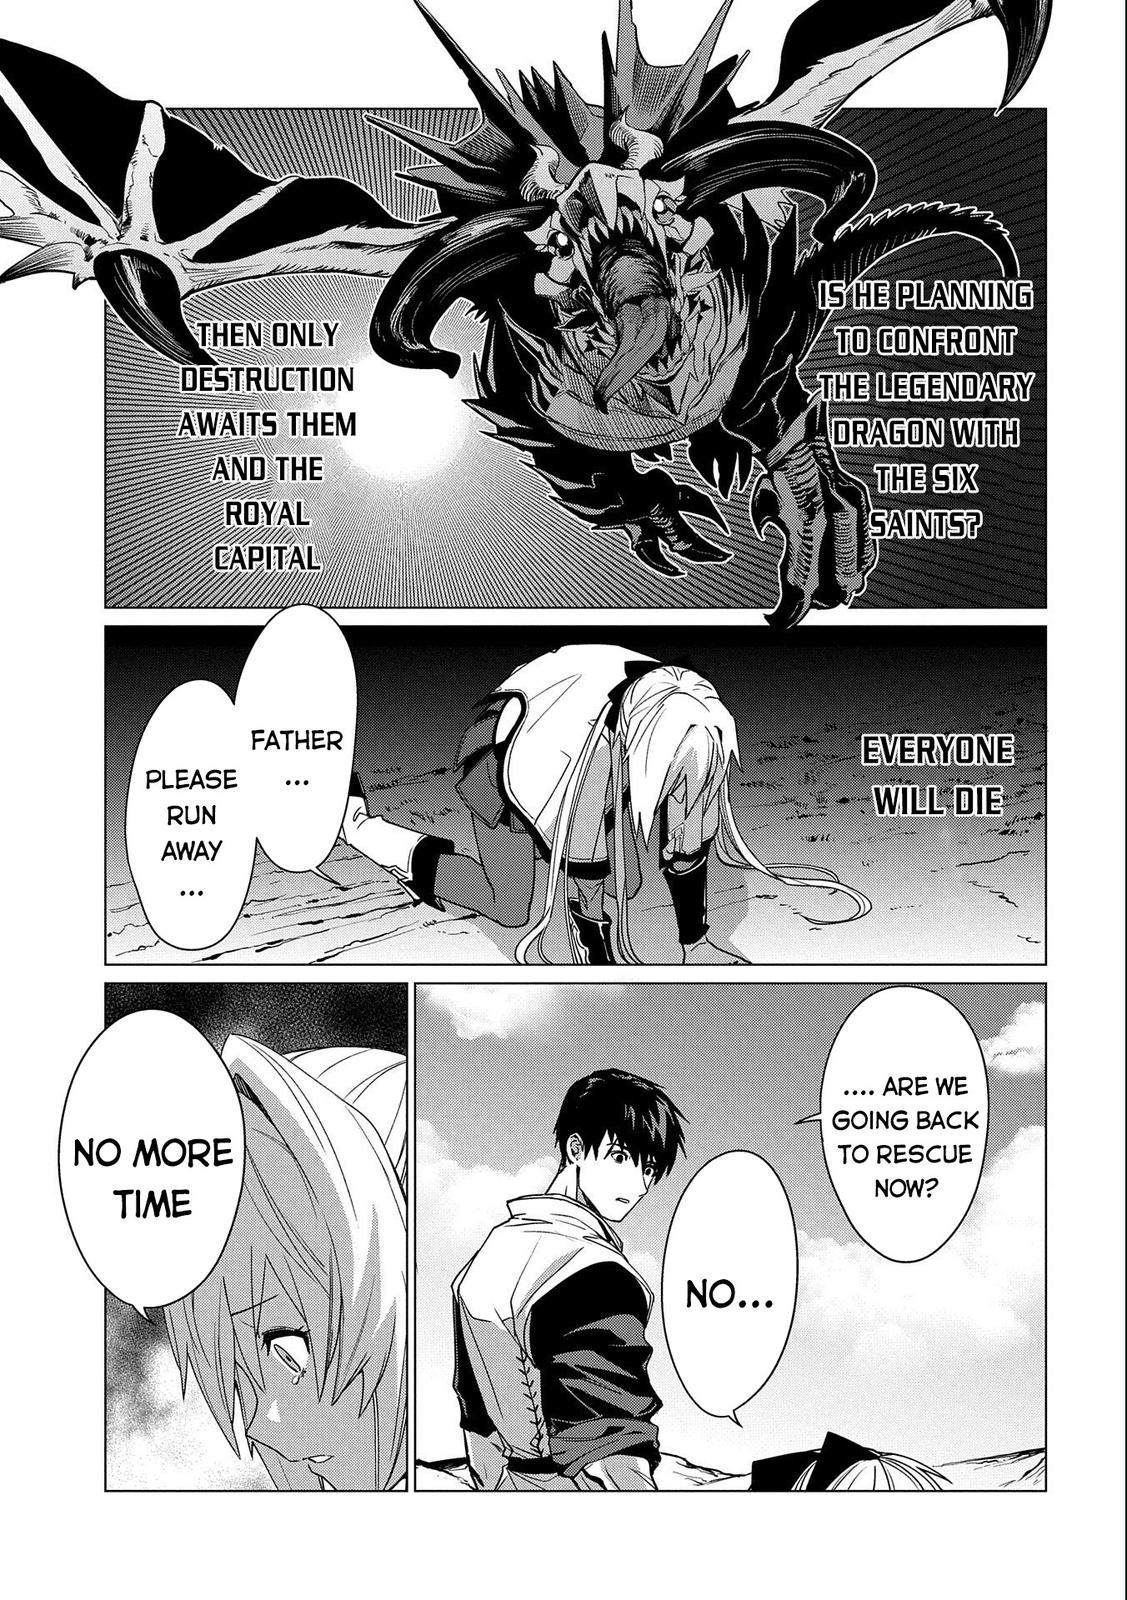 IS HE PLANNING
TO CONFRONT
THE LEGENDARY
DRAGON WITH
THE SIX
SAINTS?
THEN ONLY
DESTRUCTION
AWAITS THEM
AND THE
ROYAL
CAPITAL
EVERYONE
WILL DIE
FATHER
...
PLEASE
RUN
AWAY
...
.... ARE WE
GOING BACK
TO RESCUE
NOW?
NO...
NO MORE
TIME